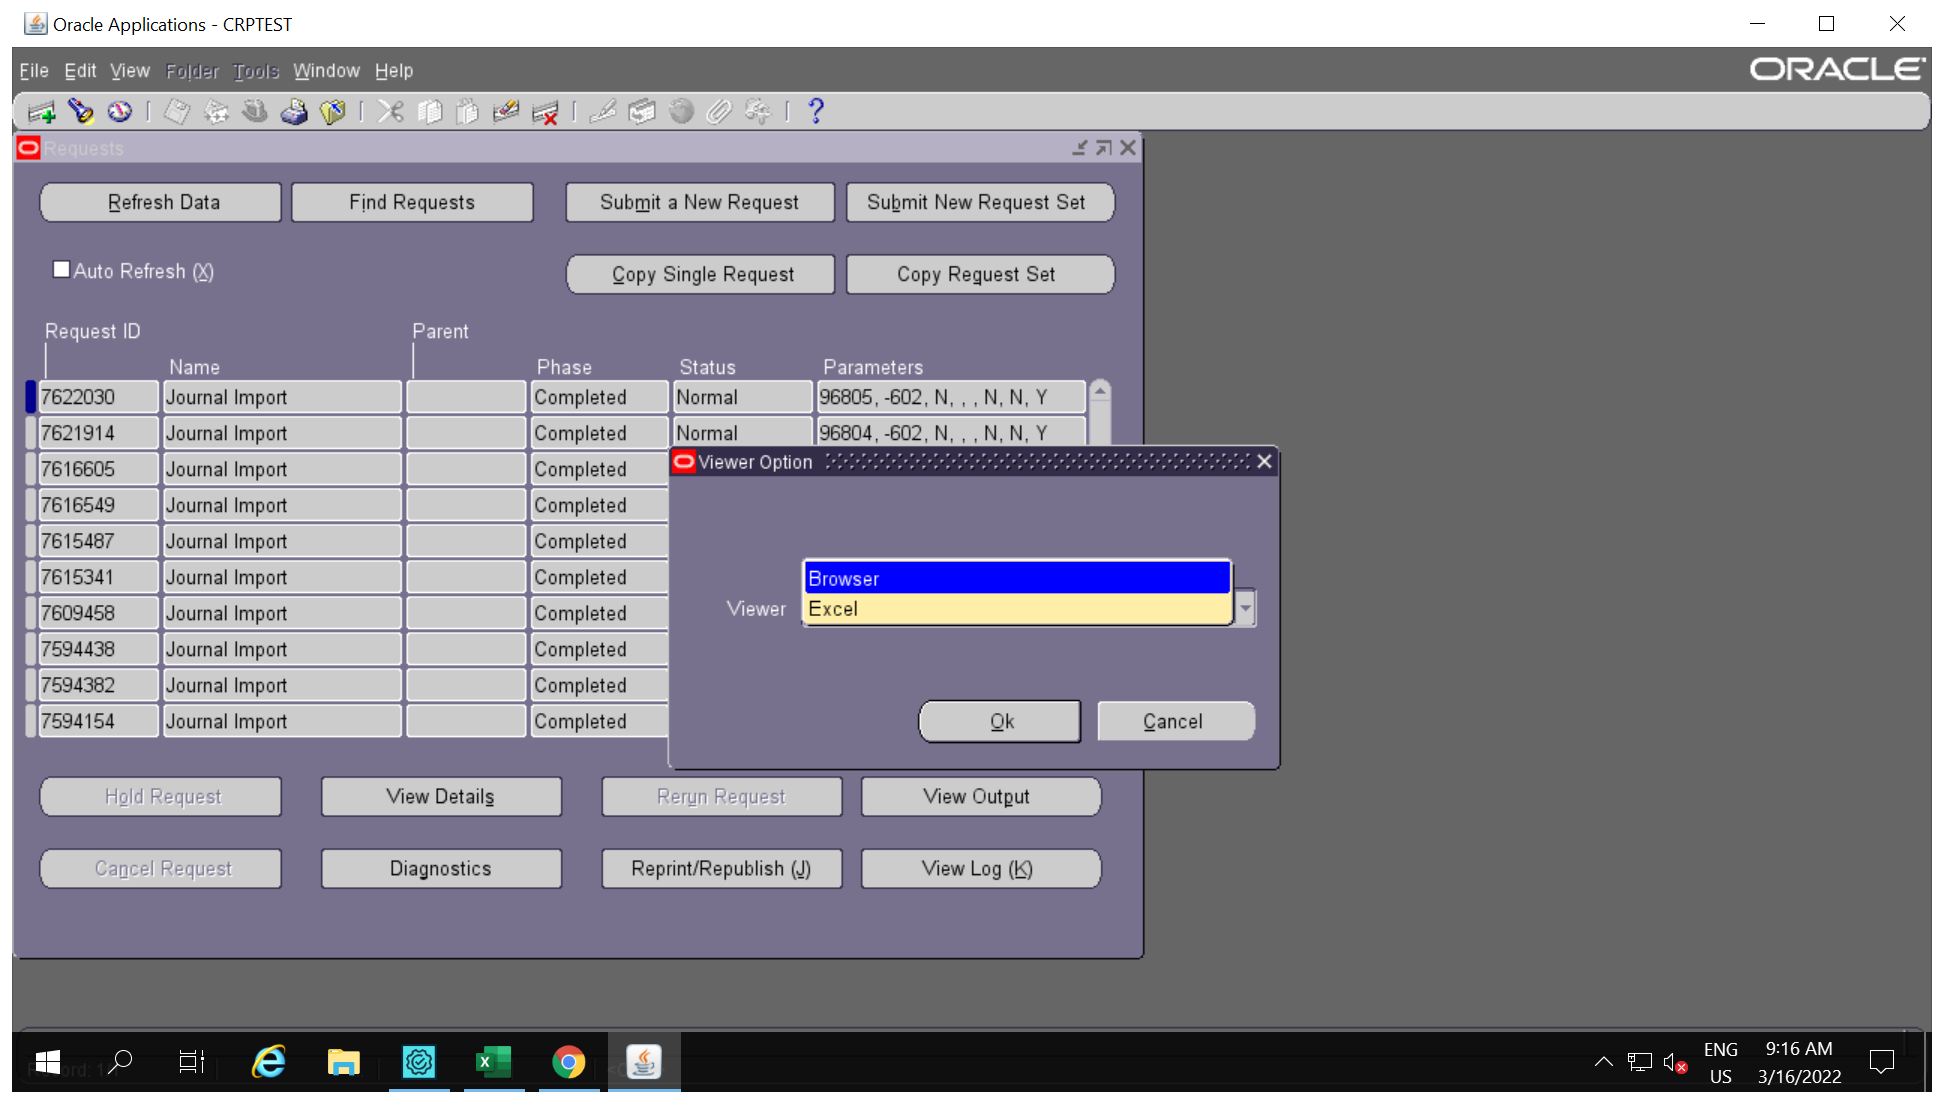 Oracle Applications - CRPTEST
File Edit View Folder Tools Window Help
ORACLE
Requests
Refresh Data Find Requests Submit a New Request Submit New Request Set
Auto Refresh (X) Copy Single Request Copy Request Set
Request ID Parent
Name Phase Status Parameters
7622030 Journal Import Completed Normal 96805, -602, N, , , N, N, Y
7621914 Journal Import Completed Normal 96804, -602, N, , , N, N, Y
7616605 Journal Import Completed
Viewer Option
7616549 Journal Import Completed
7615487 Journal Import Completed
7615341 Journal Import Completed
Browser
7609458 Journal Import Completed
Viewer Excel
7594438 Journal Import Completed
7594382 Journal Import Completed
7594154 Journal Import Completed
Ok Cancel
Hold Request View Details Rerun Request View Output
Cancel Request Diagnostics Reprint/Republish (J) View Log (K)
ENG 9:16 AM
US 3/16/2022